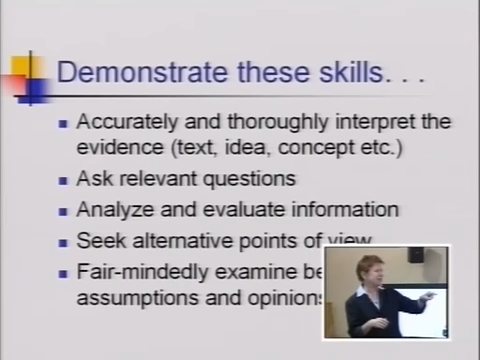 Demonstrate these skills. . .
Accurately and thoroughly interpret the
evidence (text, idea, concept etc.)
Ask relevant questions
Analyze and evaluate information
Seek alternative points of view
Fair-mindedly examine
assumptions and opinions